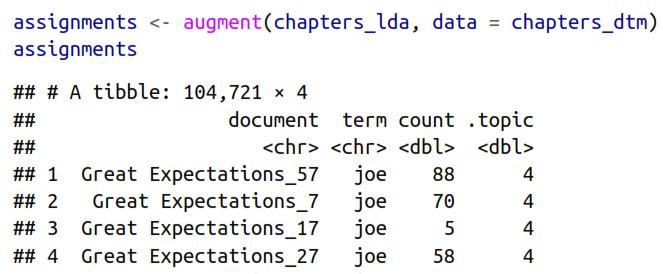 assignments <- augment(chapters_lda, data = chapters_dtm)
assignments
## # A tibble: 104,721 × 4
## document term count .topic
## <chr> <chr> <dbl> <dbl>
## 1 Great Expectations_57 joe 88 4
## 2 Great Expectations_7 joe 70 4
## 3 Great Expectations_17 joe 5 4
## 4 Great Expectations_27 joe 58 4